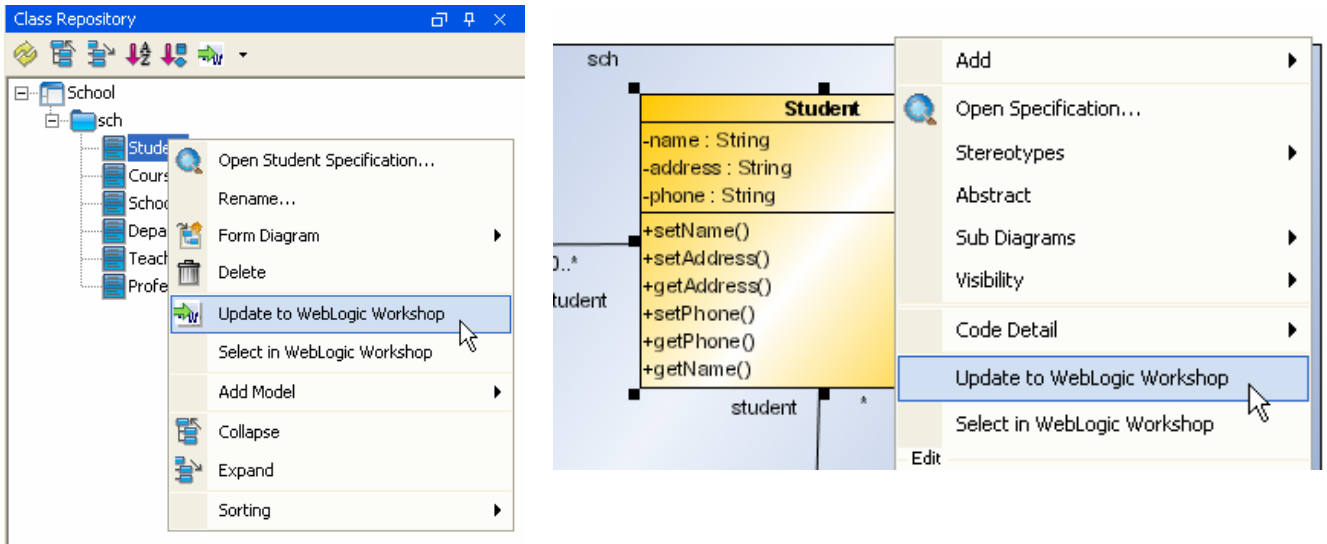 Class Repository
School
sch
Stude
Cours
Schoo
Depa
Teach
Profe
Open Student Specification...
Rename...
Form Diagram
Delete
Update to WebLogic Workshop
Select in WebLogic Workshop
Add Model
Collapse
Expand
Sorting
sch
Student
-name : String
-address : String
-phone : String
+setName()
+setAddress()
+getAddress()
+setPhone()
+getPhone()
+getName()
0..*
tudent
student *
Add
Open Specification...
Stereotypes
Abstract
Sub Diagrams
Visibility
Code Detail
Update to WebLogic Workshop
Select in WebLogic Workshop
Edit